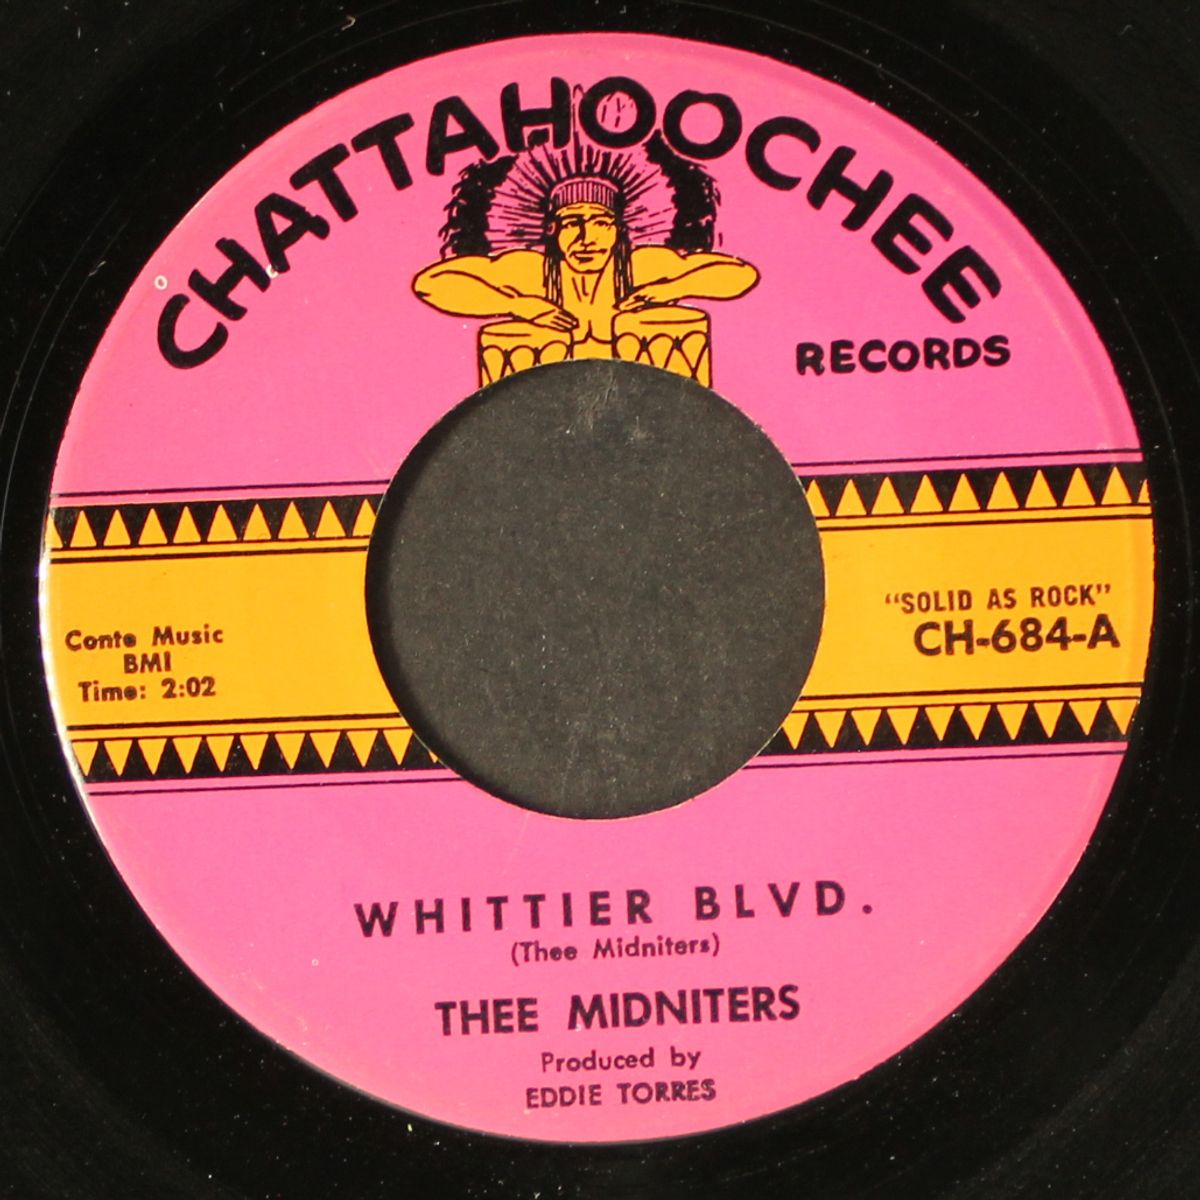 CHATTAHOOCHEE
RECORDS
Conte Music
BMI
Time: 2:02
"SOLID AS ROCK"
CH-684-A
WHITTIER BLVD.
(Thee Midniters)
THEE MIDNITERS
Produced by
EDDIE TORRES